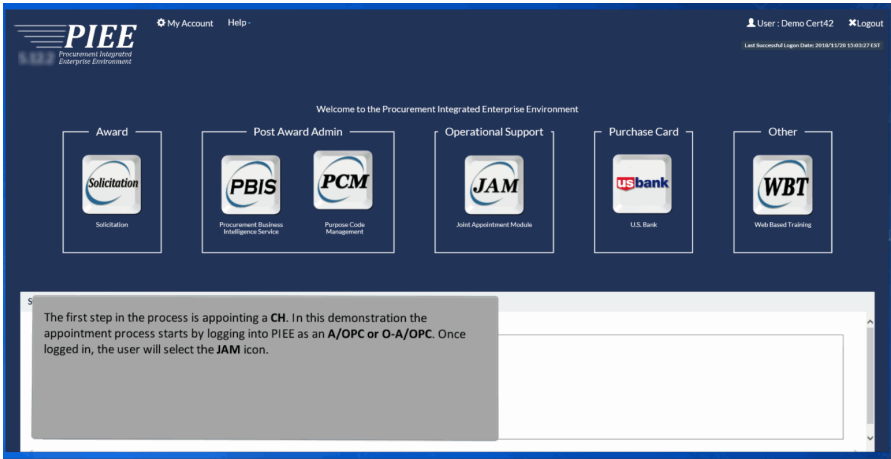 PIEE
Procurement Integrated
Enterprise Environment
5.12.2
My Account Help
User : Demo Cert42 Logout
Last Successful Logon Date: 2018/11/28 15:03:27 EST
Welcome to the Procurement Integrated Enterprise Environment
Award
Post Award Admin
Operational Support
Purchase Card
Other
Solicitation
PBIS
PCM
JAM
usbank
WBT
Solicitation
Procurement Business
Intelligence Service
Purpose Code
Management
Joint Appointment Module
U.S. Bank
Web Based Training
S
The first step in the process is appointing a CH. In this demonstration the
appointment process starts by logging into PIEE as an A/OPC or O-A/OPC. Once
logged in, the user will select the JAM icon.